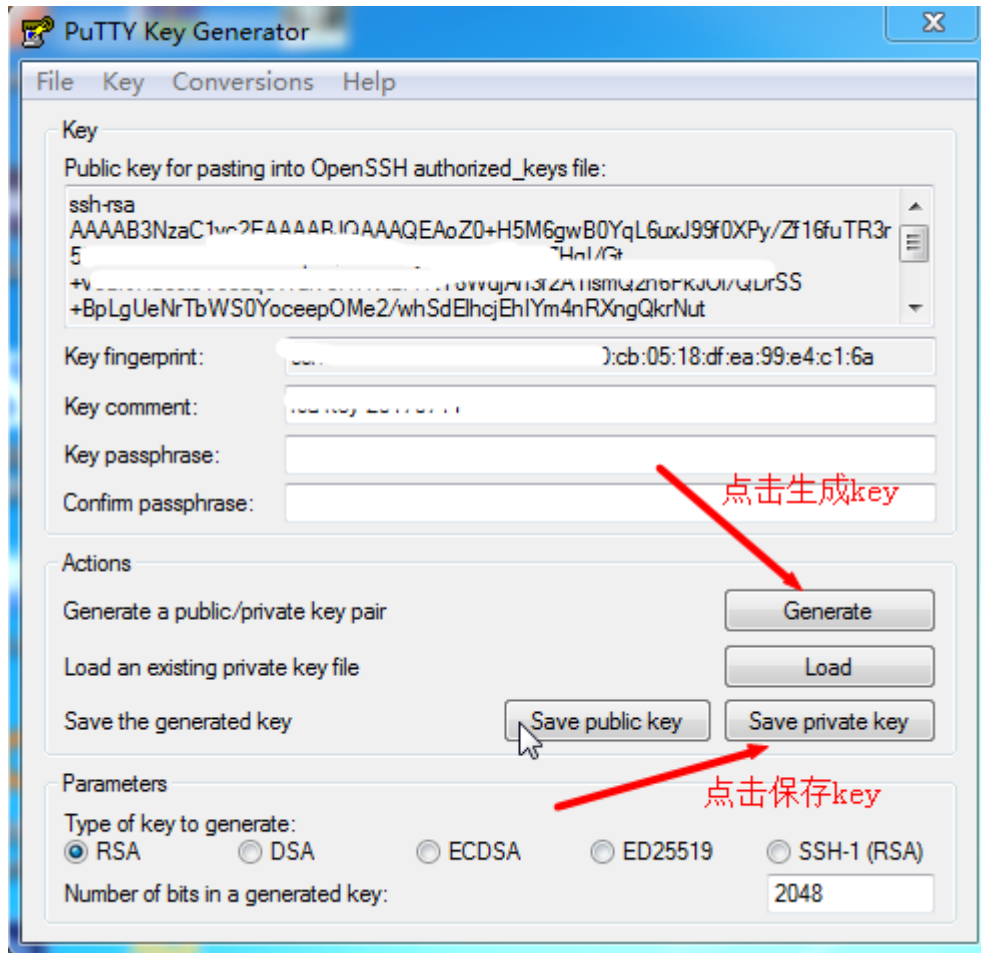 PuTTY Key Generator
File Key Conversions Help
Key
Public key for pasting into OpenSSH authorized_keys file:
ssh-rsa
AAAAB3NzaC1yc2EAAAABJQAAAQEAoZ0+H5M6gwB0YqL6uxJ99f0XPy/Zf16fuTR3r
+BpLgUeNrTbWS0YoceepOMe2/whSdElhcjEhIYm4nRXngQkrNut
Key fingerprint: :cb:05:18:df:ea:99:e4:c1:6a
Key comment:
Key passphrase:
点击生成key
Confirm passphrase:
Actions
Generate a public/private key pair Generate
Load an existing private key file Load
Save the generated key Save public key Save private key
点击保存key
Parameters
Type of key to generate:
RSA DSA ECDSA ED25519 SSH-1 (RSA)
Number of bits in a generated key: 2048